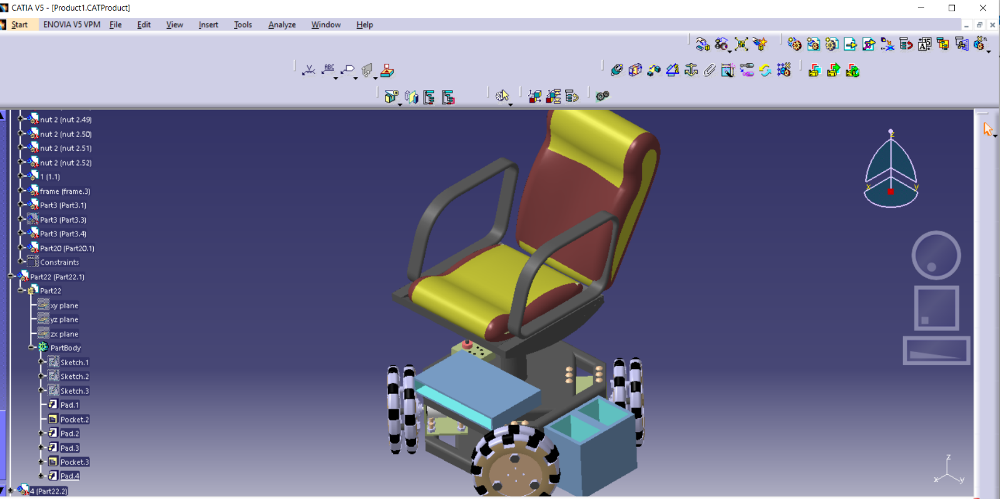 CATIA V5 - [Product1.CATProduct]
Start ENOVIA V5 VPM File Edit View Insert Tools Analyze Window Help
ABC
nut 2 (nut 2.49)
nut 2 (nut 2.50)
nut 2 (nut 2.51)
nut 2 (nut 2.52)
1 (1.1)
frame (frame.3)
Part3 (Part3.1)
Part3 (Part3.3)
Part3 (Part3.4)
Part20 (Part20.1)
Constraints
Part22 (Part22.1)
Part22
xy plane
yz plane
zx plane
PartBody
Sketch.1
Sketch.2
Sketch.3
Pad.1
Pocket.2
Pad.2
Pad.3
Pocket.3
Pad.4
4 (Part22.2)
z
x y
z
x y